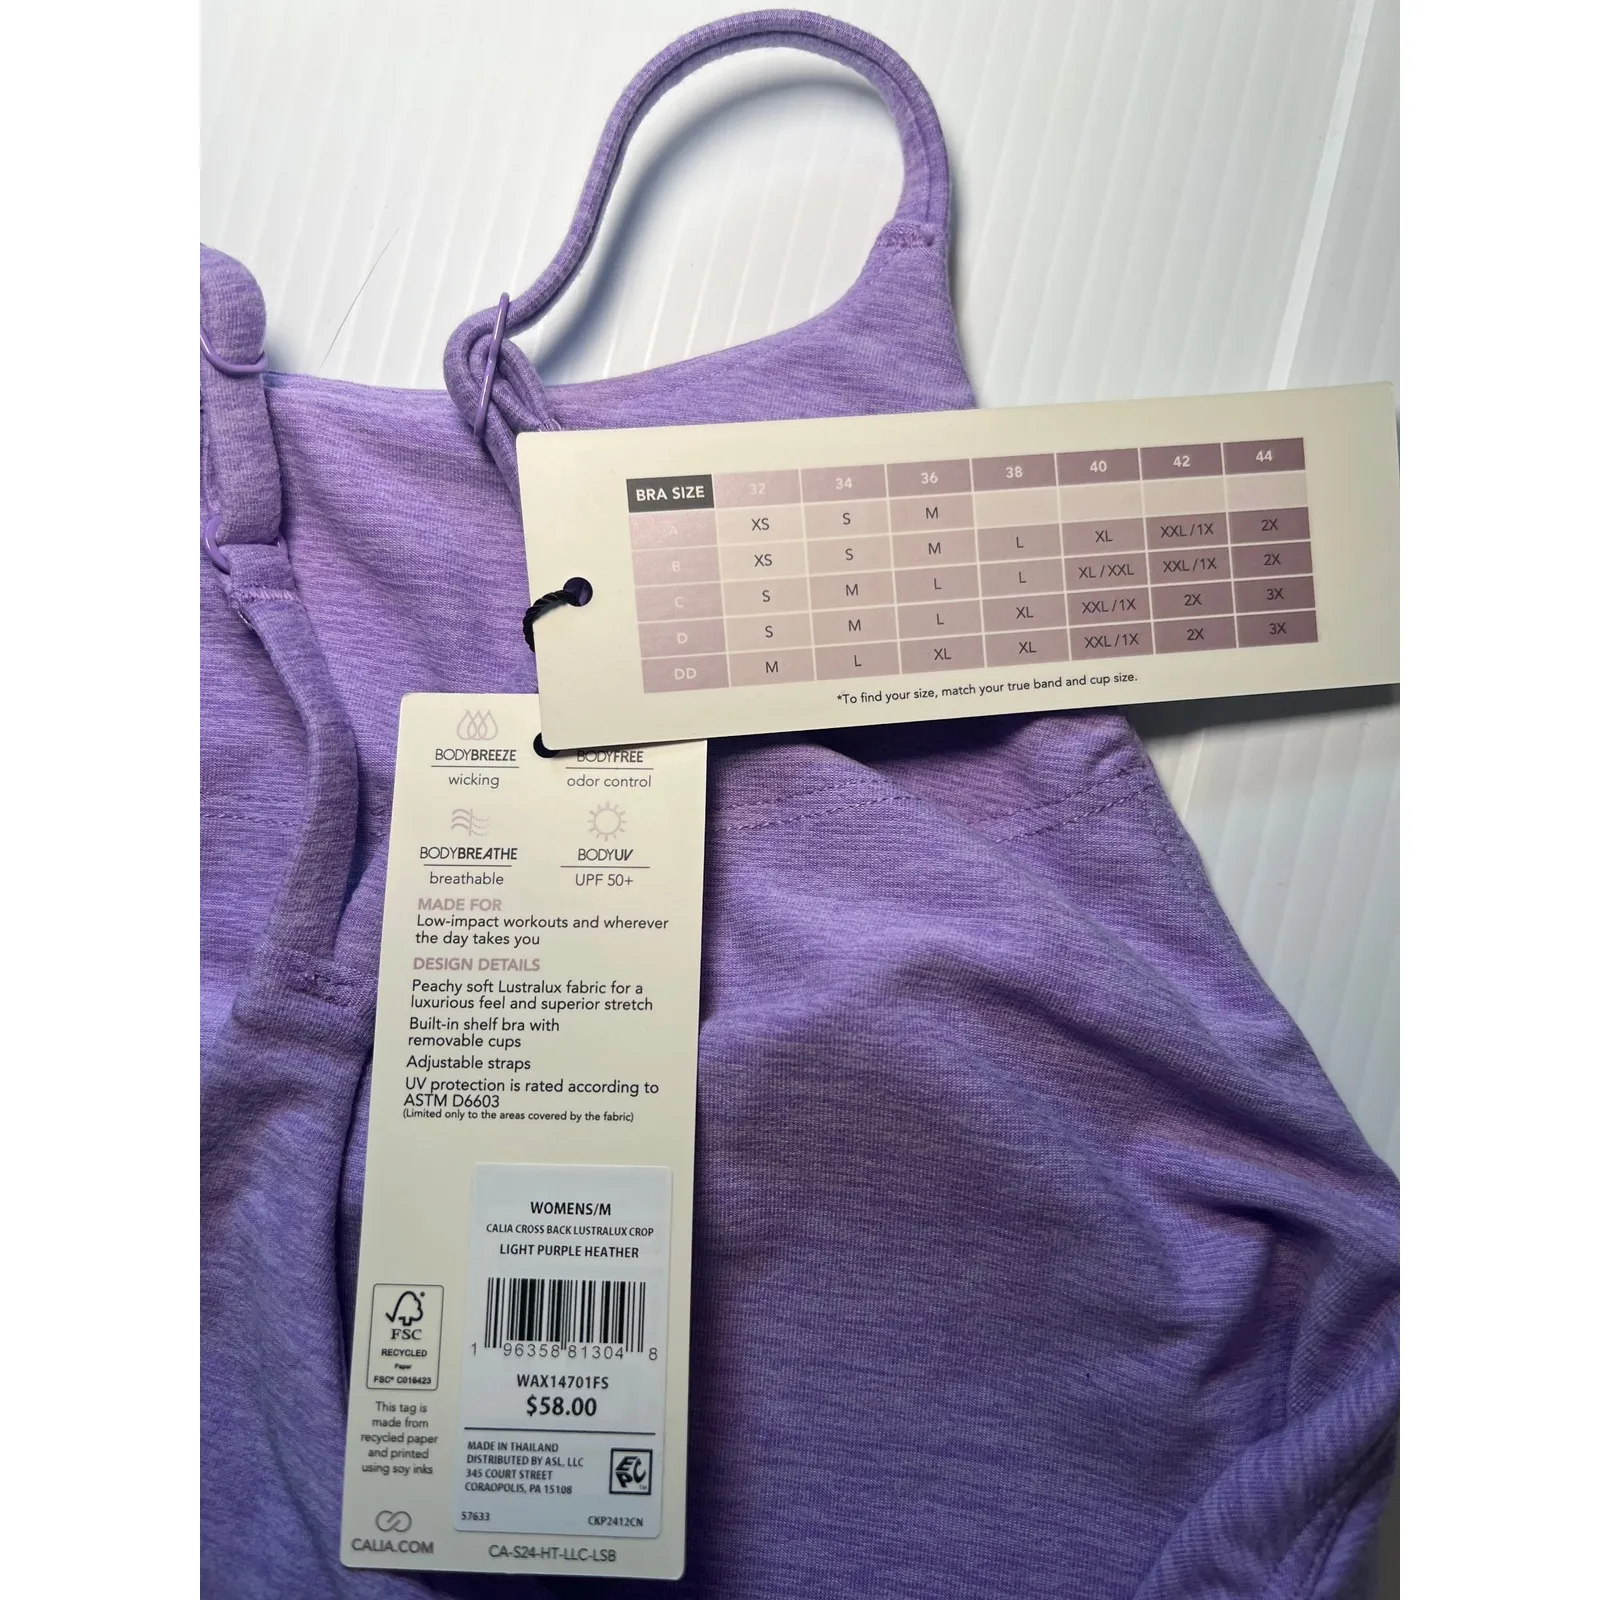 BRA SIZE 32 34 36 38 40 42 44
A XS S M
B XS S M L XL XXL/1X 2X
C S M L L XL/XXL XXL/1X 2X
D S M L XL XXL/1X 2X 3X
DD M L XL XL XXL/1X 2X 3X
*To find your size, match your true band and cup size.
BODYBREEZE BODYFREE
wicking odor control
BODYBREATHE BODYUV
breathable UPF 50+
MADE FOR
Low-impact workouts and wherever
the day takes you
DESIGN DETAILS
Peachy soft Lustralux fabric for a
luxurious feel and superior stretch
Built-in shelf bra with
removable cups
Adjustable straps
UV protection is rated according to
ASTM D6603
(Limited only to the areas covered by the fabric)
WOMENS/M
CALIA CROSS BACK LUSTRALUX CROP
LIGHT PURPLE HEATHER
1 96358 81304 8
WAX14701FS
$58.00
MADE IN THAILAND
DISTRIBUTED BY ASL, LLC
345 COURT STREET
CORAOPOLIS, PA 15108
EPC™
57633 CKP2412CN
FSC
RECYCLED
Paper
FSC® C016423
This tag is
made from
recycled paper
and printed
using soy inks
CALIA.COM
CA-S24-HT-LLC-LSB